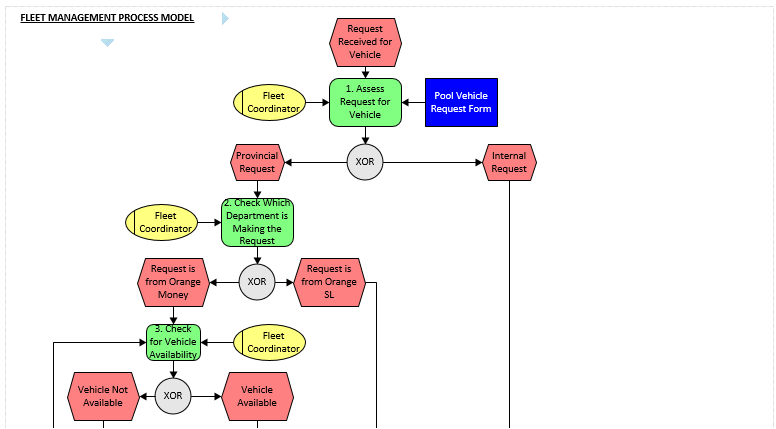 FLEET MANAGEMENT PROCESS MODEL
Request
Received for
Vehicle
Fleet
Coordinator
1. Assess
Request for
Vehicle
Pool Vehicle
Request Form
Provincial
Request
XOR
Internal
Request
Fleet
Coordinator
2. Check Which
Department is
Making the
Request
Request is
from Orange
Money
XOR
Request is
from Orange
SL
3. Check
for Vehicle
Availability
Fleet
Coordinator
Vehicle Not
Available
XOR
Vehicle
Available